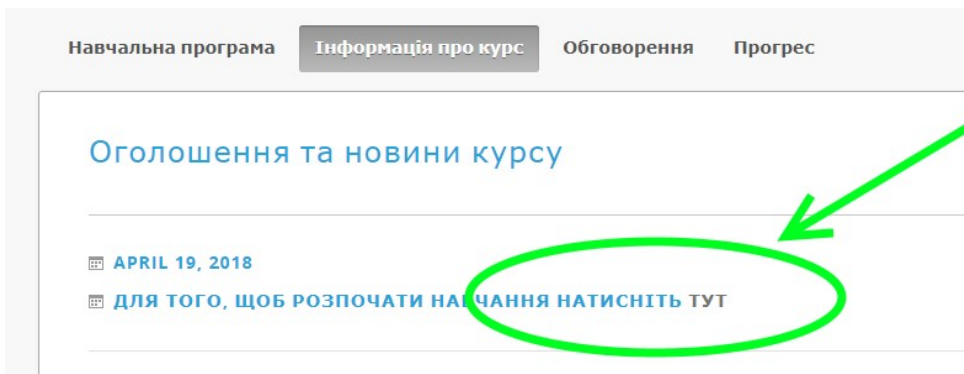 Навчальна програма Інформація про курс Обговорення Прогрес
Оголошення та новини курсу
APRIL 19, 2018
ДЛЯ ТОГО, ЩОБ РОЗПОЧАТИ НАВЧАННЯ НАТИСНІТЬ ТУТ